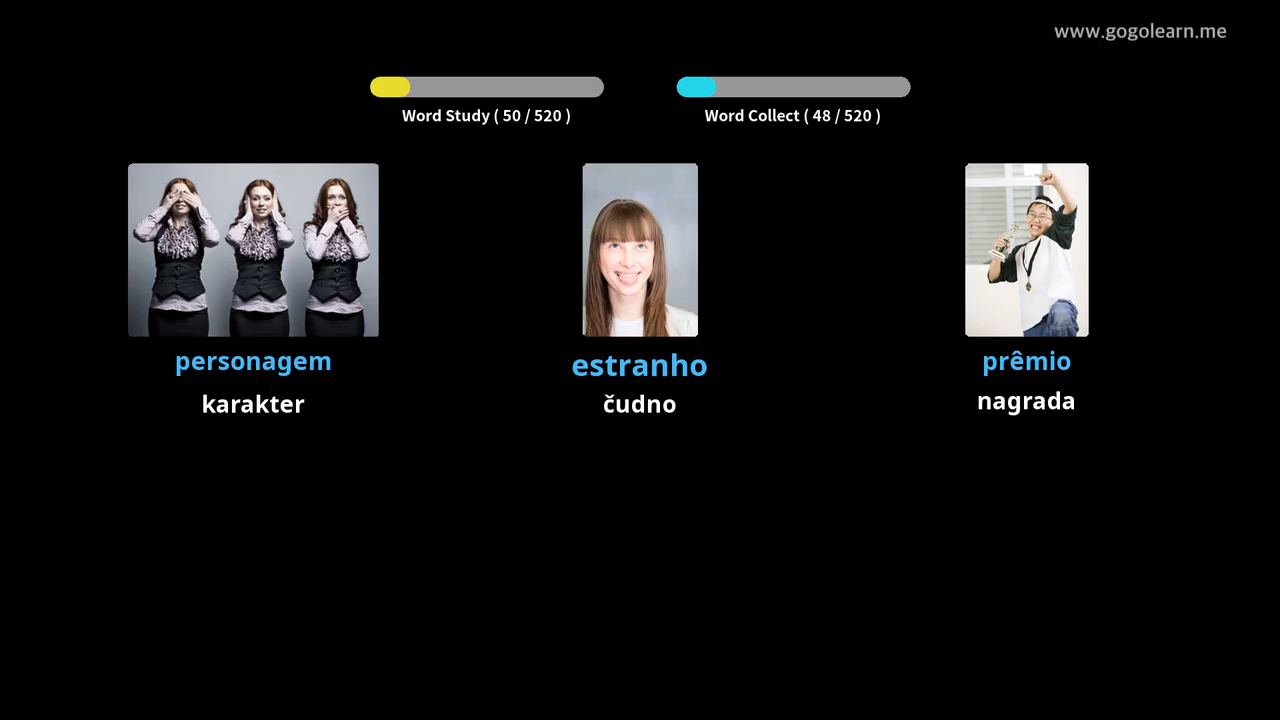 www.gogolearn.me
Word Study ( 50 / 520 )
Word Collect ( 48 / 520 )
personagem
karakter
estranho
čudno
prêmio
nagrada